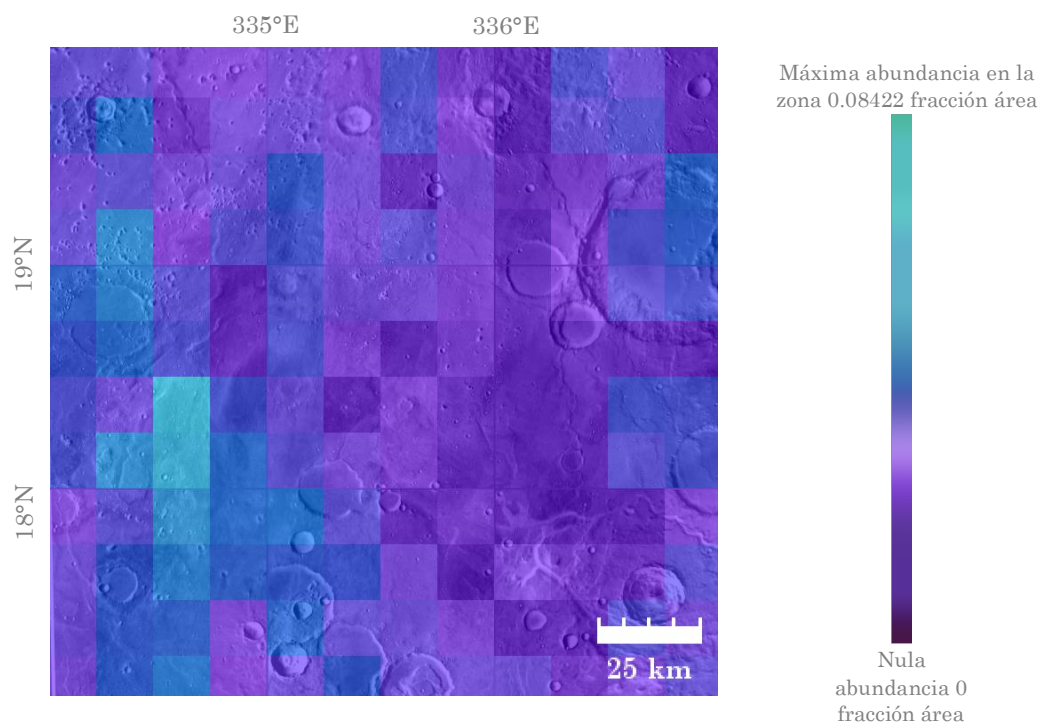 335°E
336°E
19°N
18°N
25 km
Máxima abundancia en la
zona 0.08422 fracción área
Nula
abundancia 0
fracción área